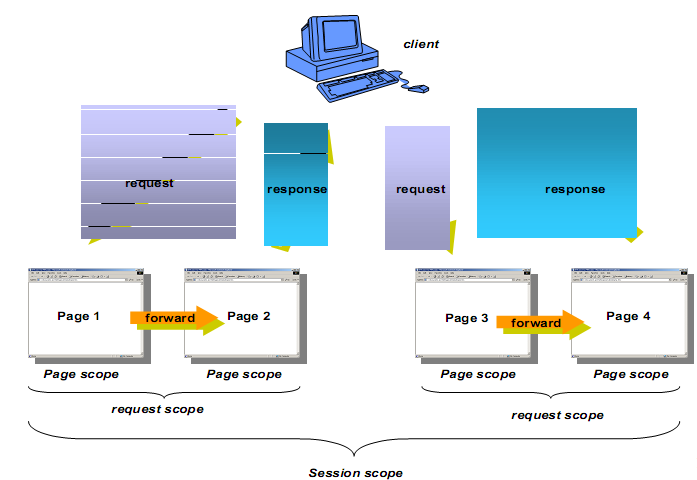 client
request
response
request
response
Page 1
forward
Page 2
Page 3
forward
Page 4
Page scope
Page scope
Page scope
Page scope
request scope
request scope
Session scope